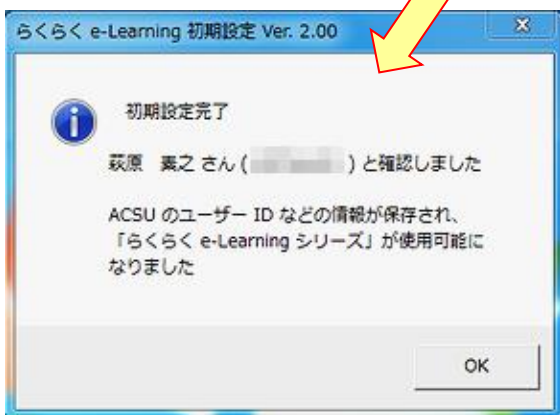 らくらく e-Learning 初期設定 Ver. 2.00
初期設定完了
萩原 素之 さん ( ) と確認しました
ACSU のユーザー ID などの情報が保存され、
「らくらく e-Learning シリーズ」が使用可能に
なりました
OK